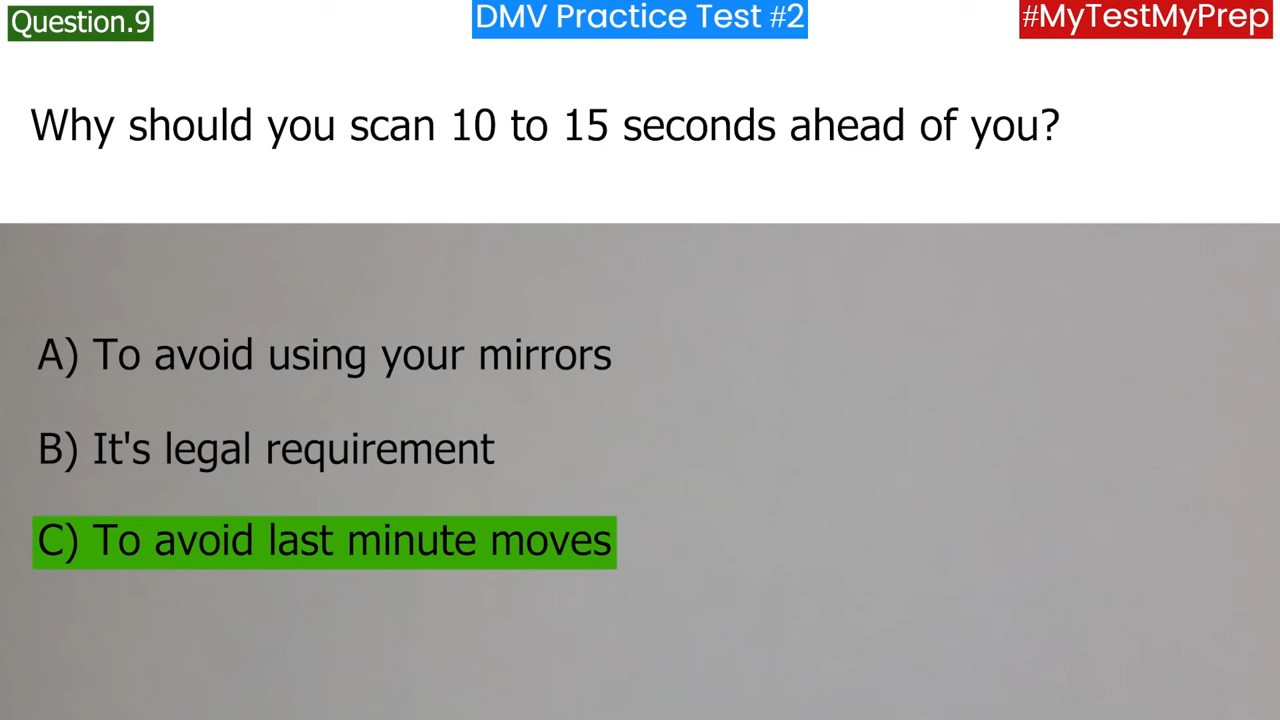 Question.9
DMV Practice Test #2
#MyTestMyPrep
Why should you scan 10 to 15 seconds ahead of you?
A) To avoid using your mirrors
B) It's legal requirement
C) To avoid last minute moves